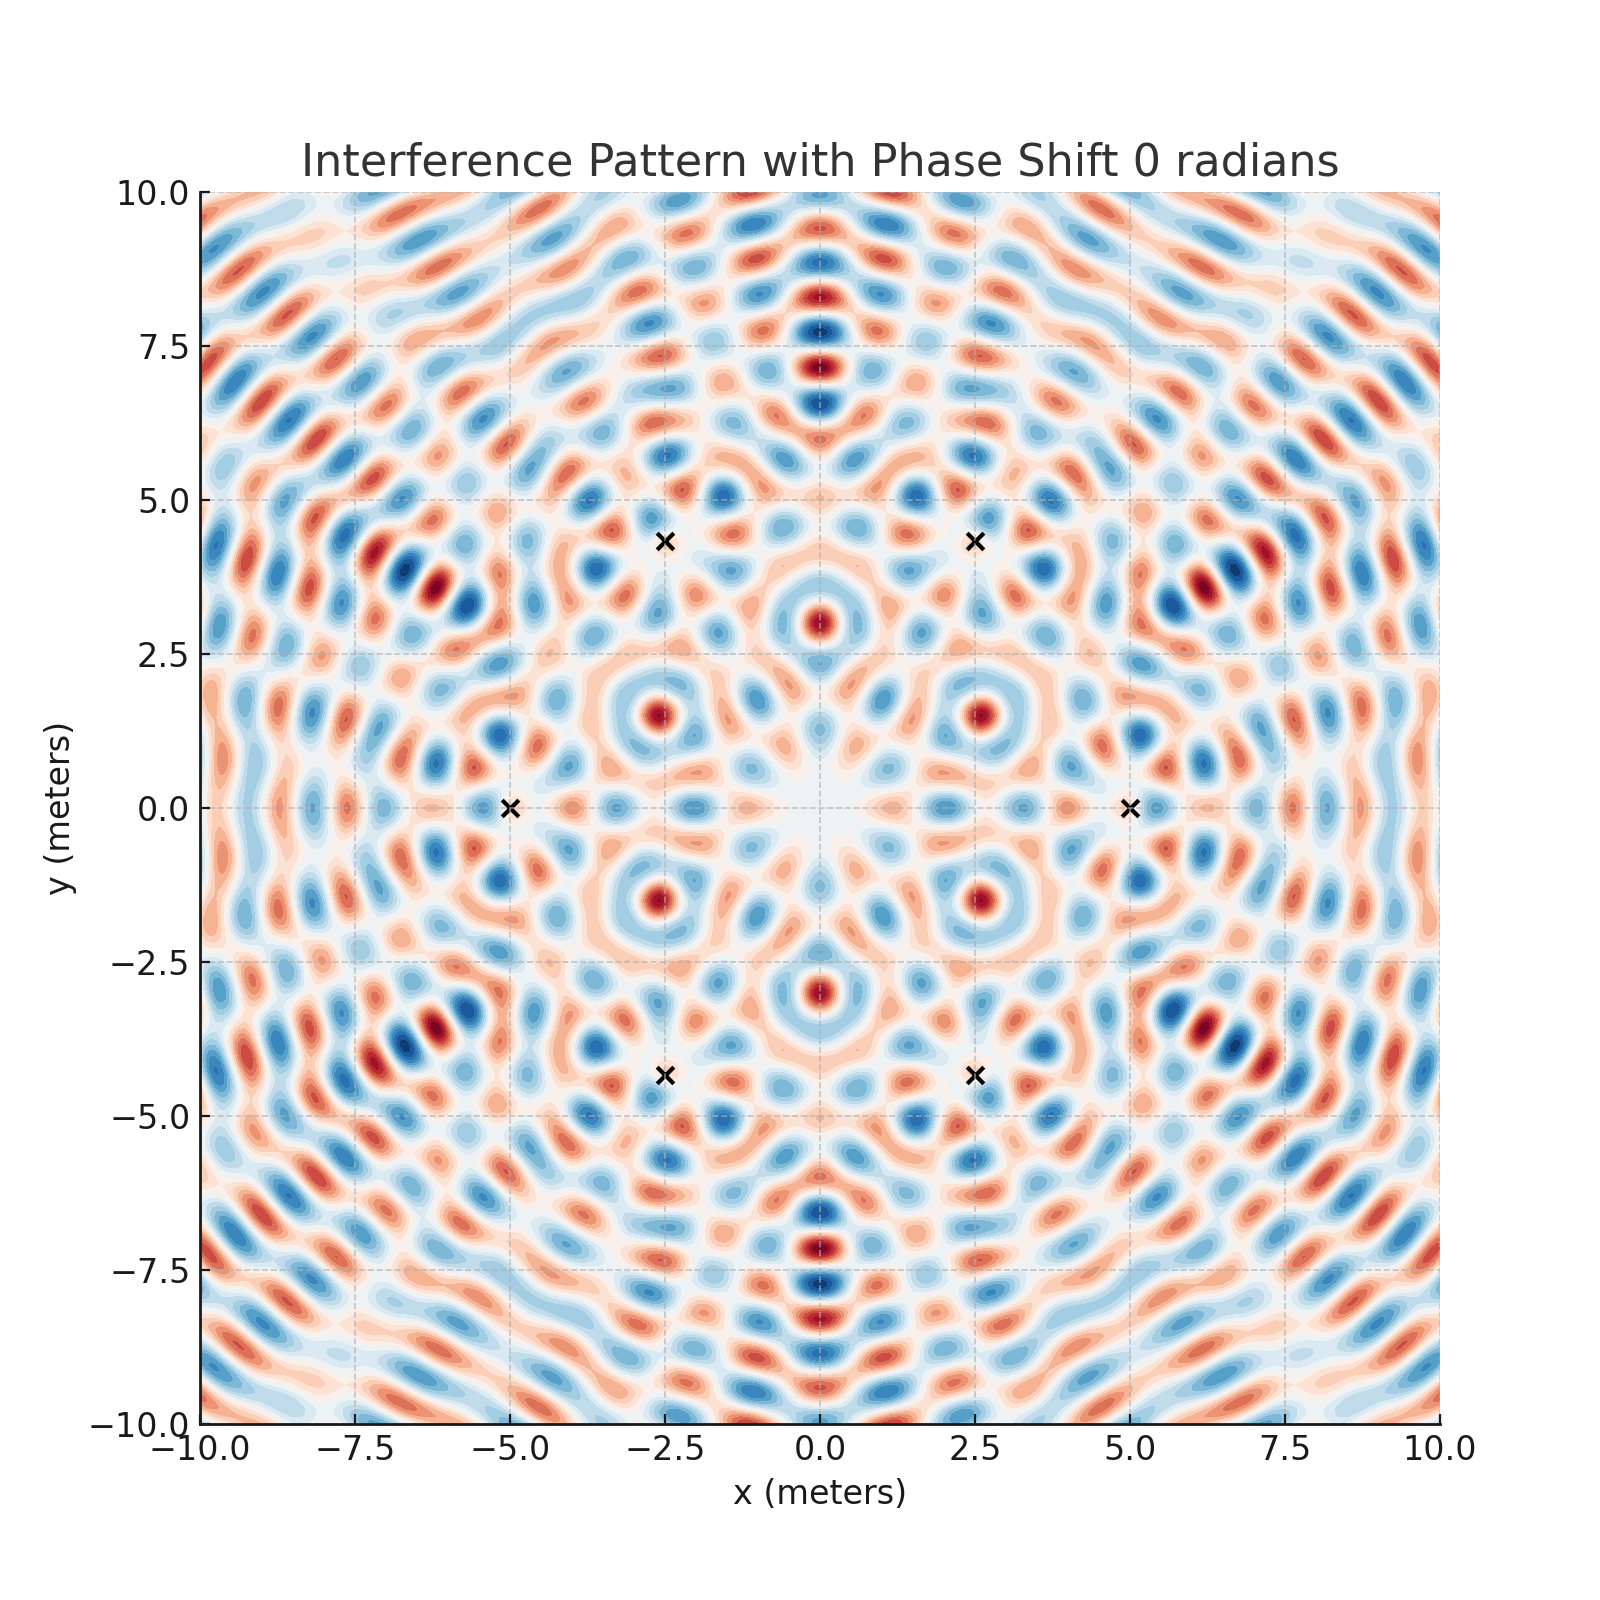 Interference Pattern with Phase Shift 0 radians
10.0
7.5
5.0
2.5
0.0
−2.5
−5.0
−7.5
−10.0
y (meters)
−10.0 −7.5 −5.0 −2.5 0.0 2.5 5.0 7.5 10.0
x (meters)